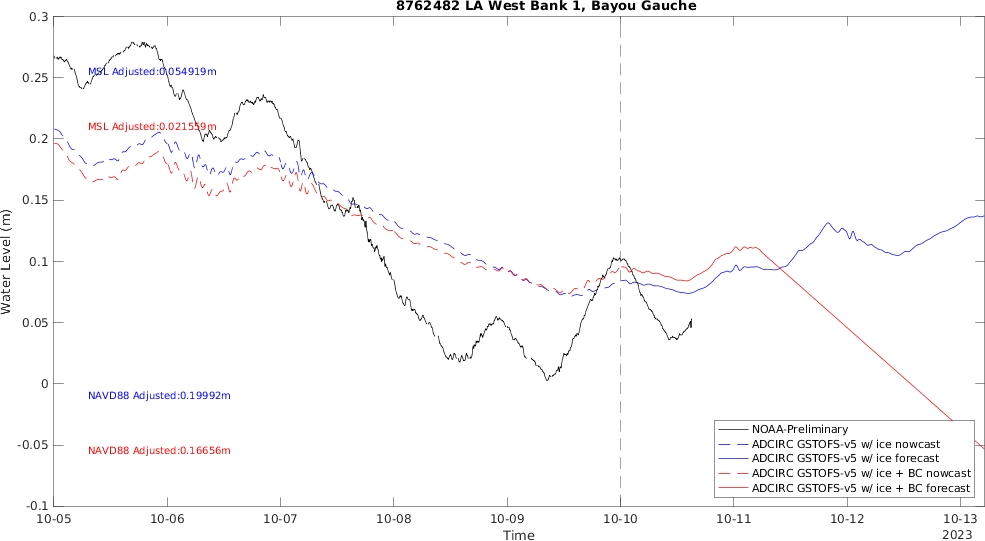 8762482 LA West Bank 1, Bayou Gauche
Water Level (m)
0.3
0.25
0.2
0.15
0.1
0.05
0
-0.05
-0.1
MSL Adjusted:0.054919m
MSL Adjusted:0.021559m
NAVD88 Adjusted:0.19992m
NAVD88 Adjusted:0.16656m
NOAA-Preliminary
ADCIRC GSTOFS-v5 w/ ice nowcast
ADCIRC GSTOFS-v5 w/ ice forecast
ADCIRC GSTOFS-v5 w/ ice + BC nowcast
ADCIRC GSTOFS-v5 w/ ice + BC forecast
10-05 10-06 10-07 10-08 10-09 10-10 10-11 10-12 10-13
Time
2023